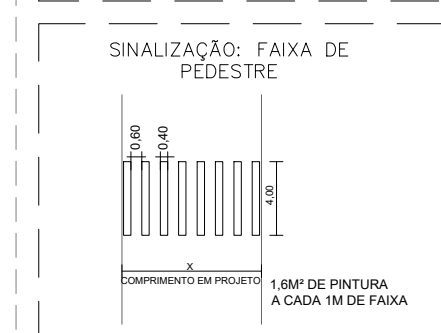 SINALIZAÇÃO: FAIXA DE
PEDESTRE
0,60
0,40
4,00
X
COMPRIMENTO EM PROJETO
1,6M² DE PINTURA
A CADA 1M DE FAIXA